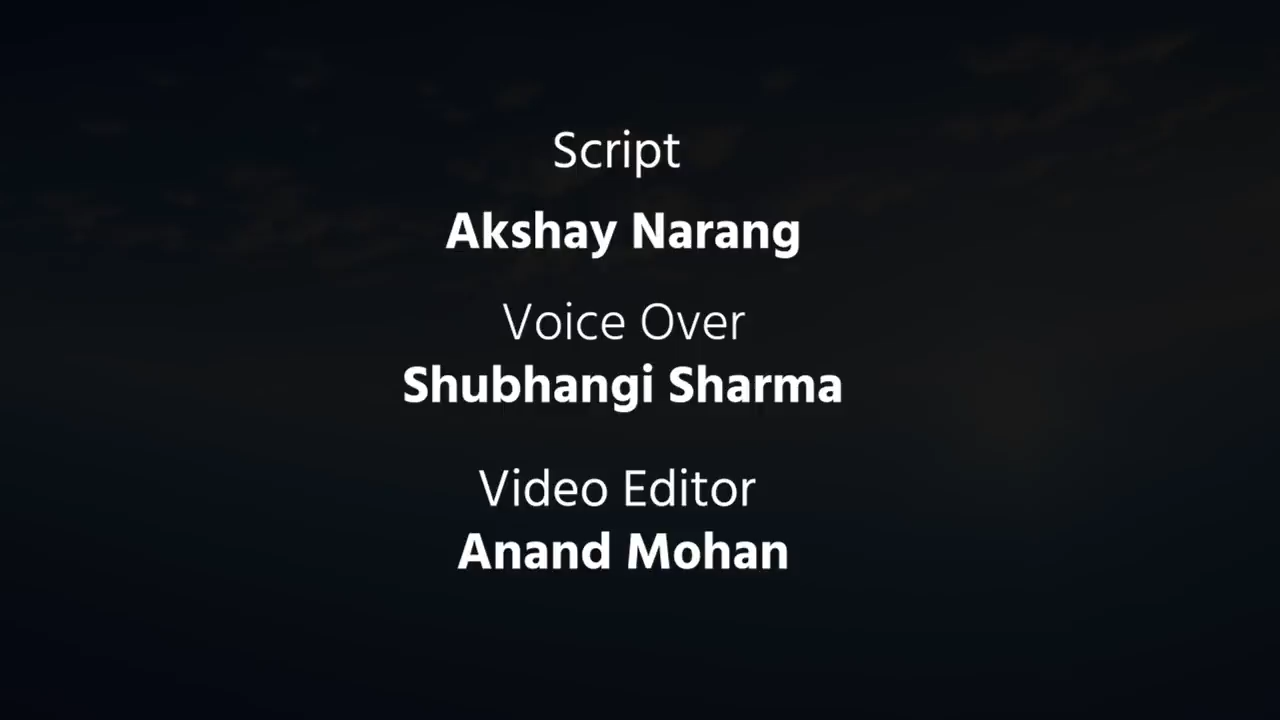 Script
Akshay Narang
Voice Over
Shubhangi Sharma
Video Editor
Anand Mohan